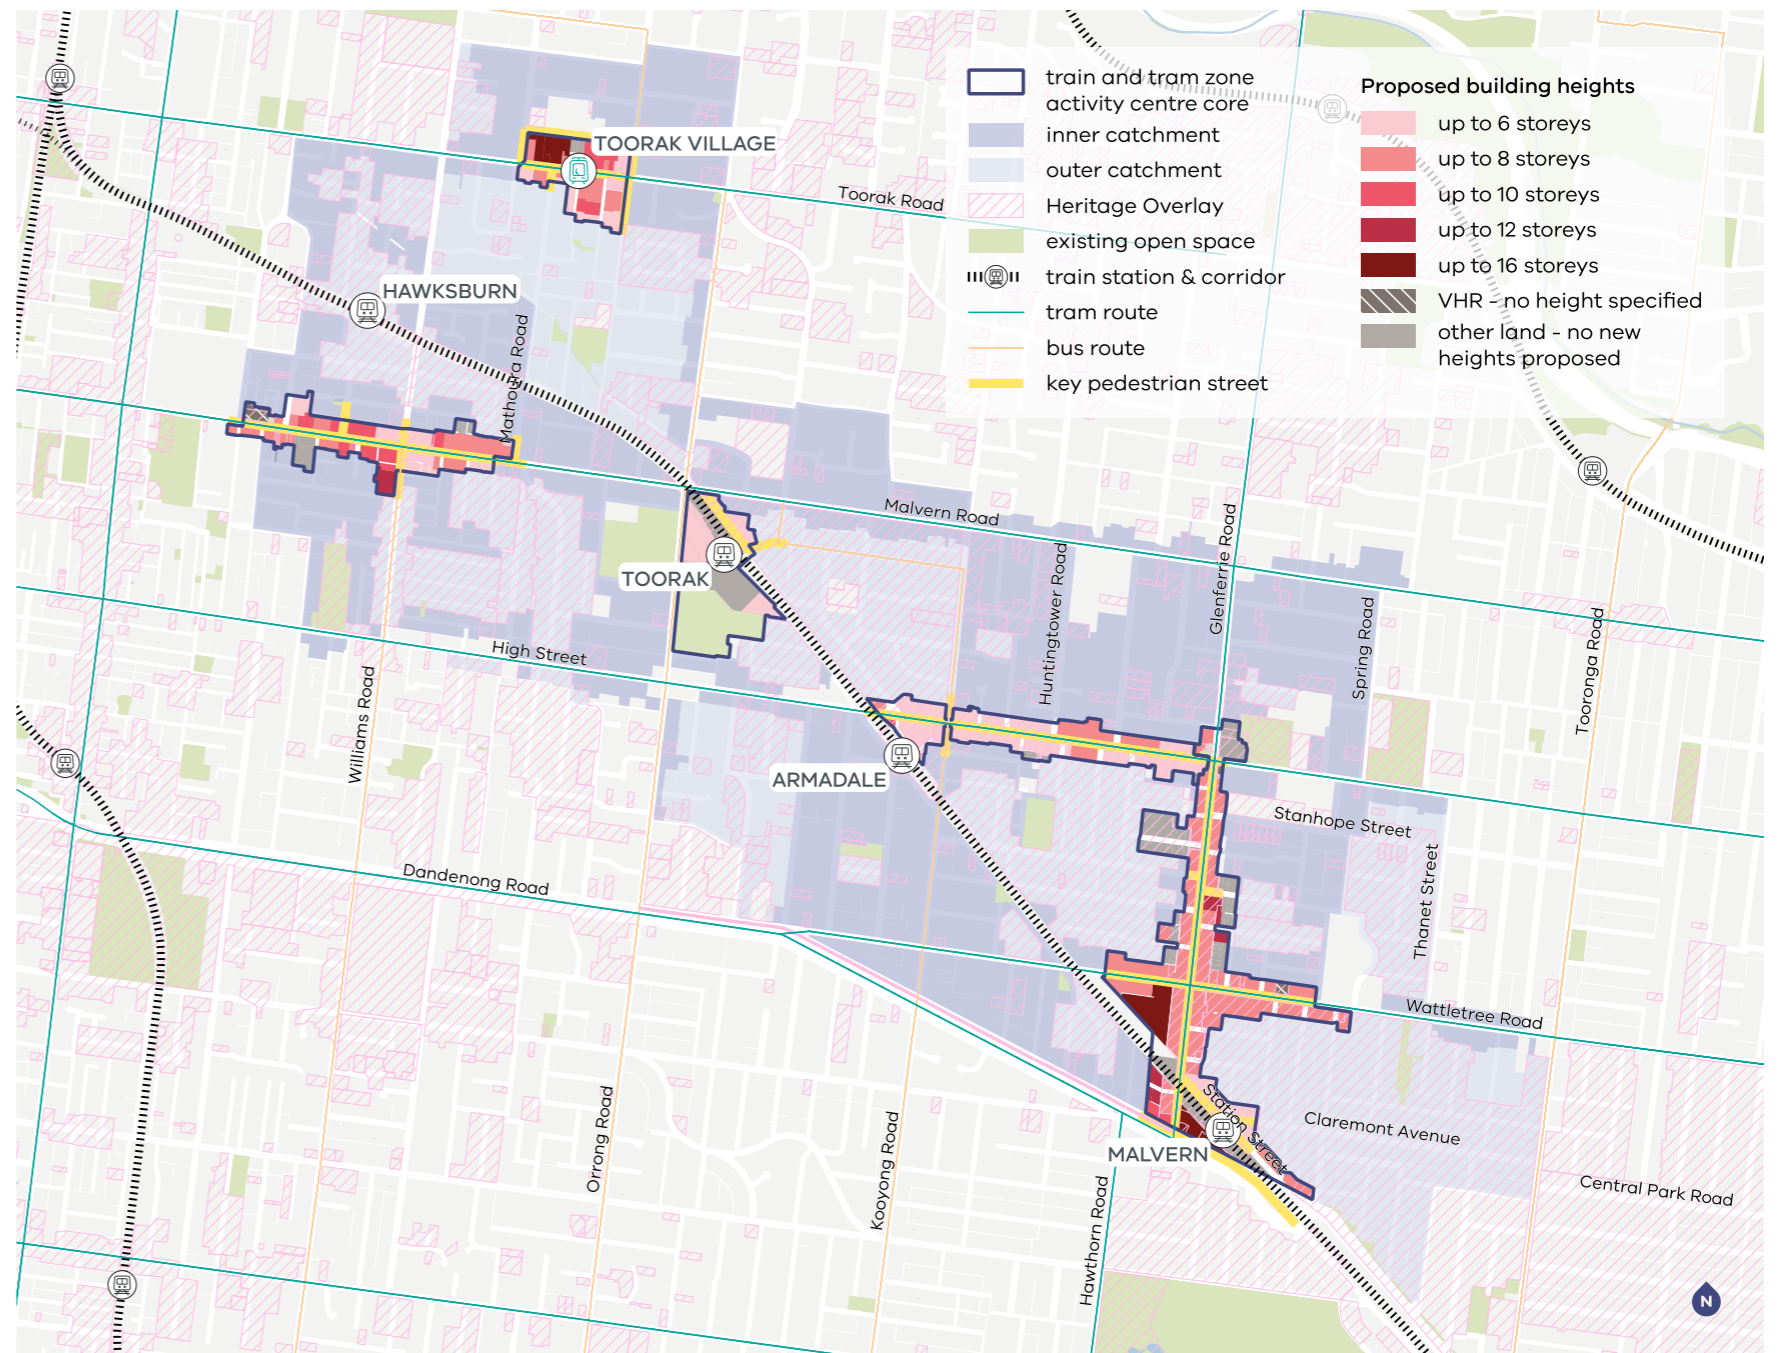 train and tram zone
activity centre core
inner catchment
outer catchment
Heritage Overlay
existing open space
train station & corridor
tram route
bus route
key pedestrian street
Proposed building heights
up to 6 storeys
up to 8 storeys
up to 10 storeys
up to 12 storeys
up to 16 storeys
VHR - no height specified
other land - no new
heights proposed
TOORAK VILLAGE
Toorak Road
HAWKSBURN
Mathoura Road
Malvern Road
TOORAK
Huntingtower Road
Glenferrie Road
Spring Road
Tooronga Road
High Street
Williams Road
ARMADALE
Stanhope Street
Thanet Street
Dandenong Road
Wattletree Road
Station Street
Claremont Avenue
MALVERN
Central Park Road
Orrong Road
Kooyong Road
Hawthorn Road
N